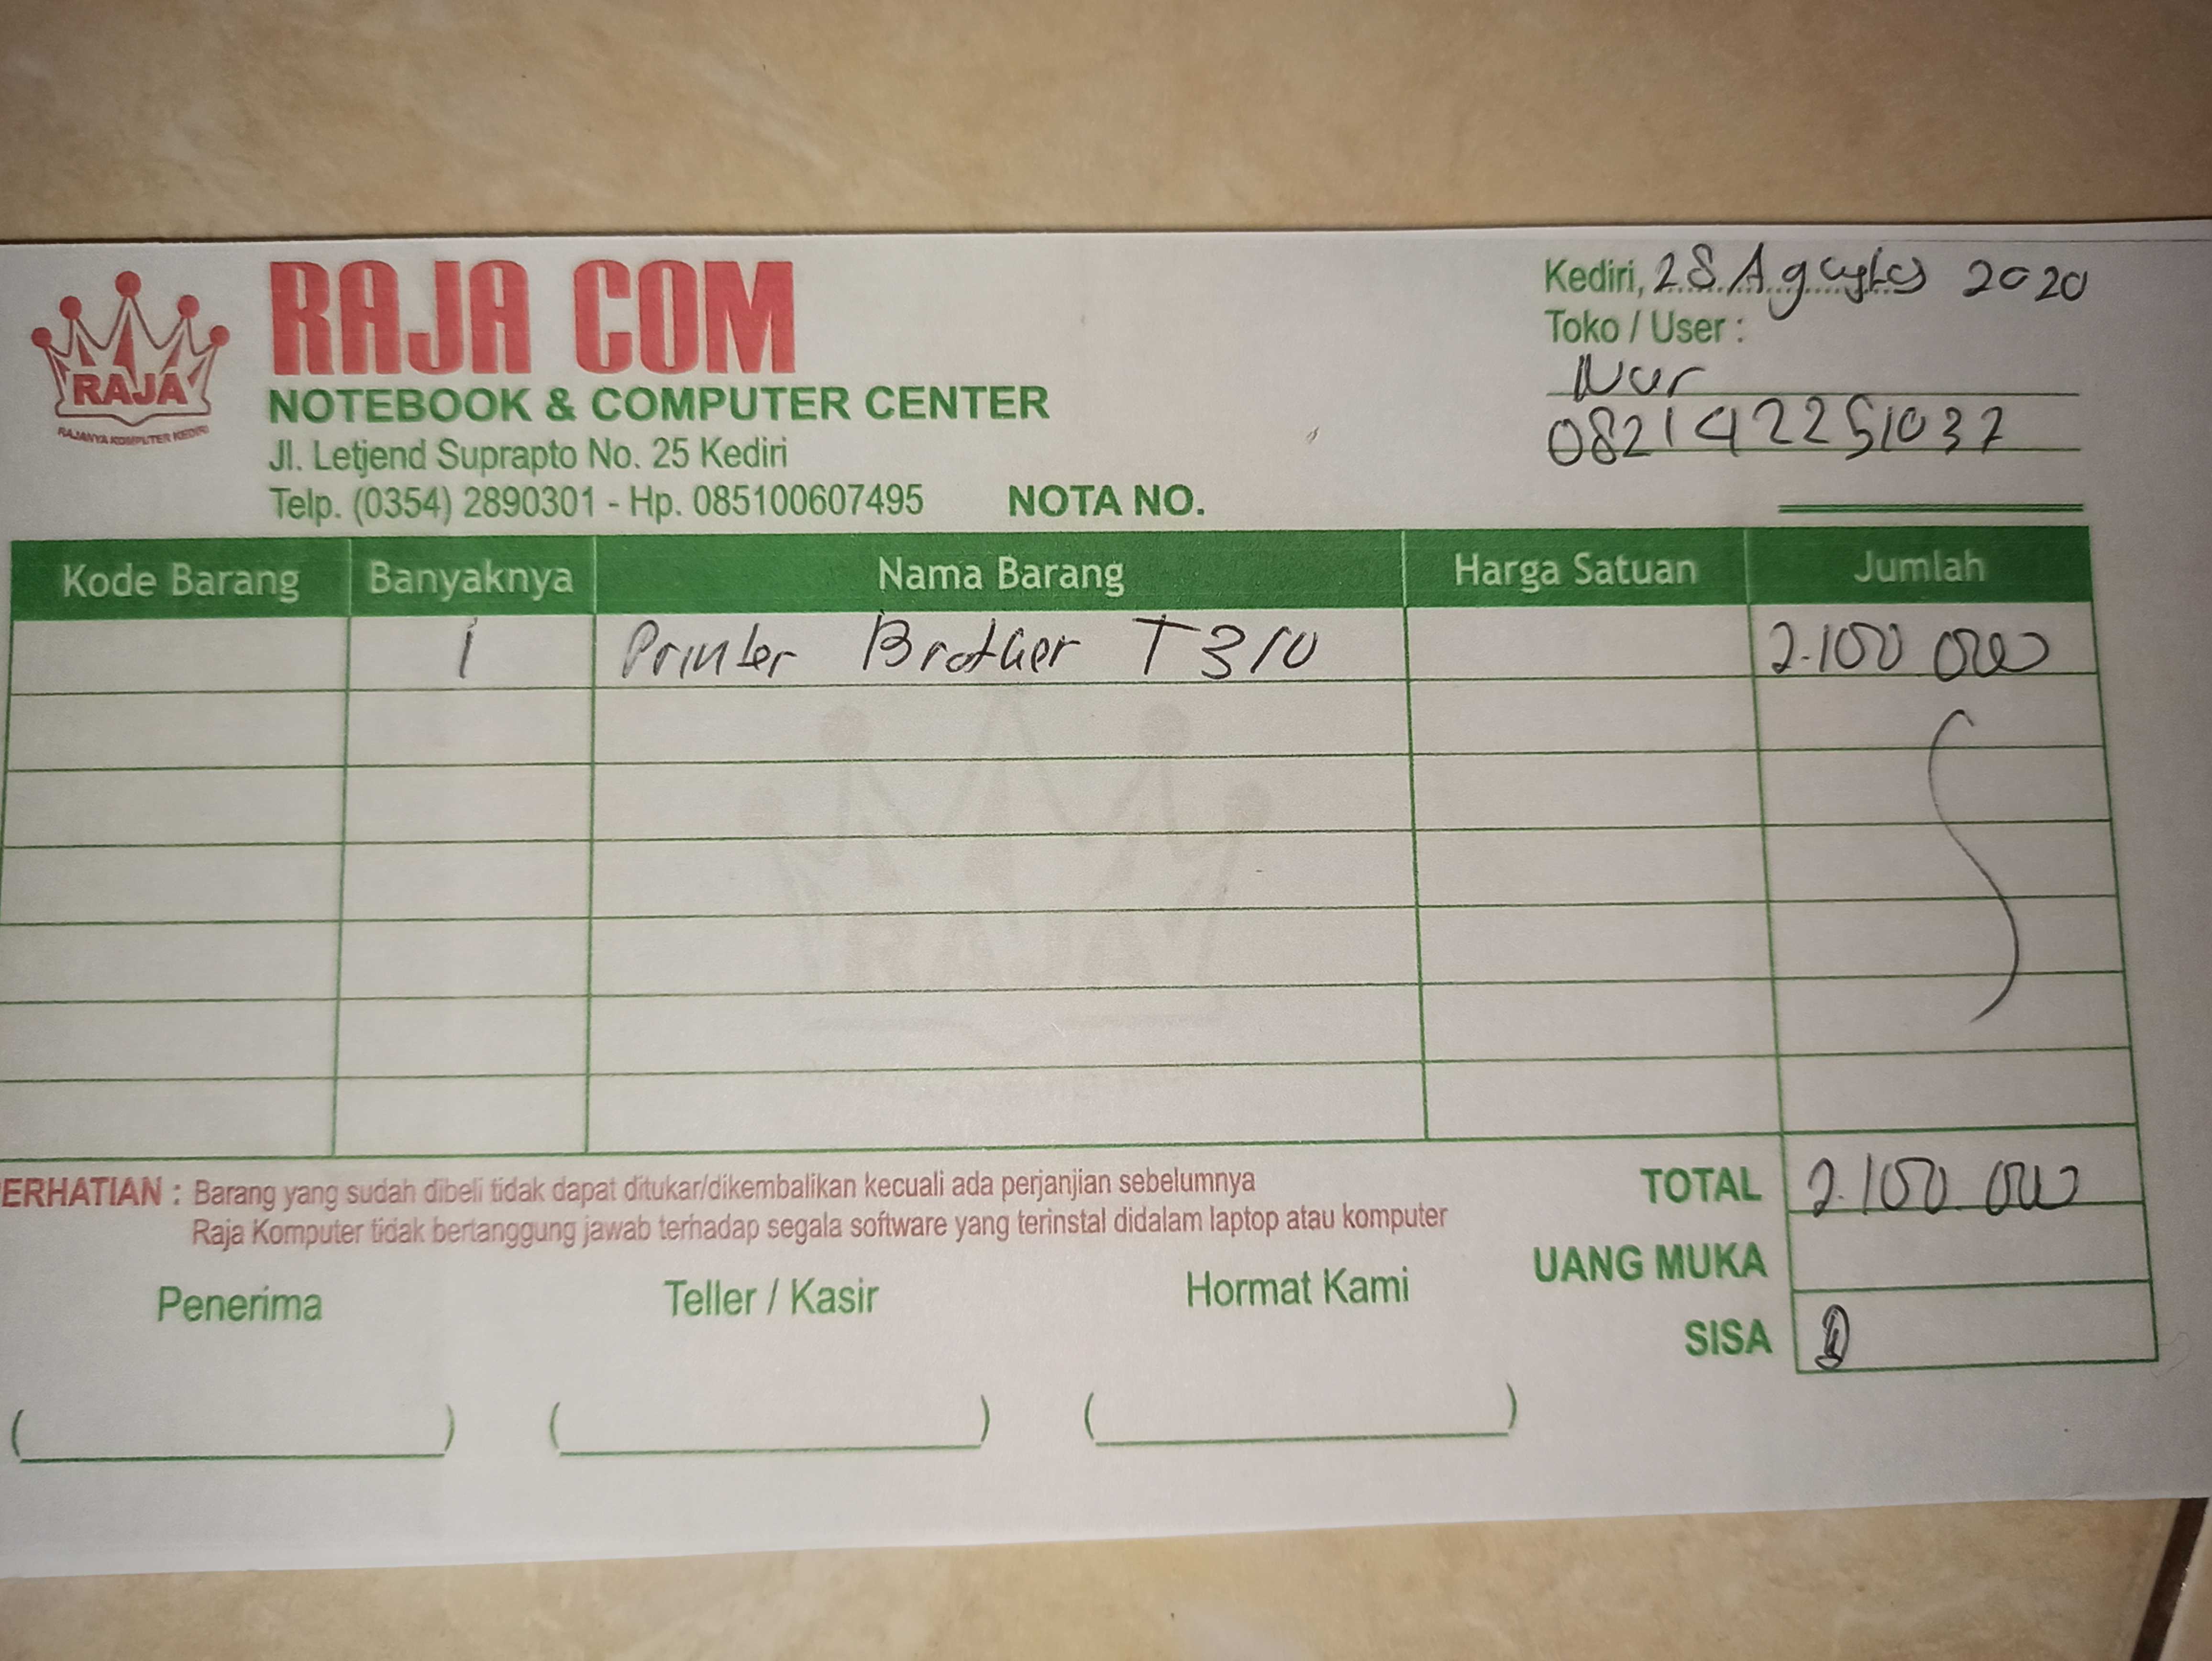 RAJA
RAJANYA KOMPUTER KEDIRI
RAJA COM
NOTEBOOK & COMPUTER CENTER
Jl. Letjend Suprapto No. 25 Kediri
Telp. (0354) 2890301 - Hp. 085100607495
NOTA NO.
Kediri, 28 Agustus 2020
Toko / User :
Nur
082142251037
Kode Barang Banyaknya Nama Barang Harga Satuan Jumlah
1 Printer Brother T310 2.100 000
RAJA
ERHATIAN : Barang yang sudah dibeli tidak dapat ditukar/dikembalikan kecuali ada perjanjian sebelumnya
Raja Komputer tidak bertanggung jawab terhadap segala software yang terinstal didalam laptop atau komputer
TOTAL 2.100.000
UANG MUKA
SISA
Penerima Teller / Kasir Hormat Kami
( ) ( ) ( )